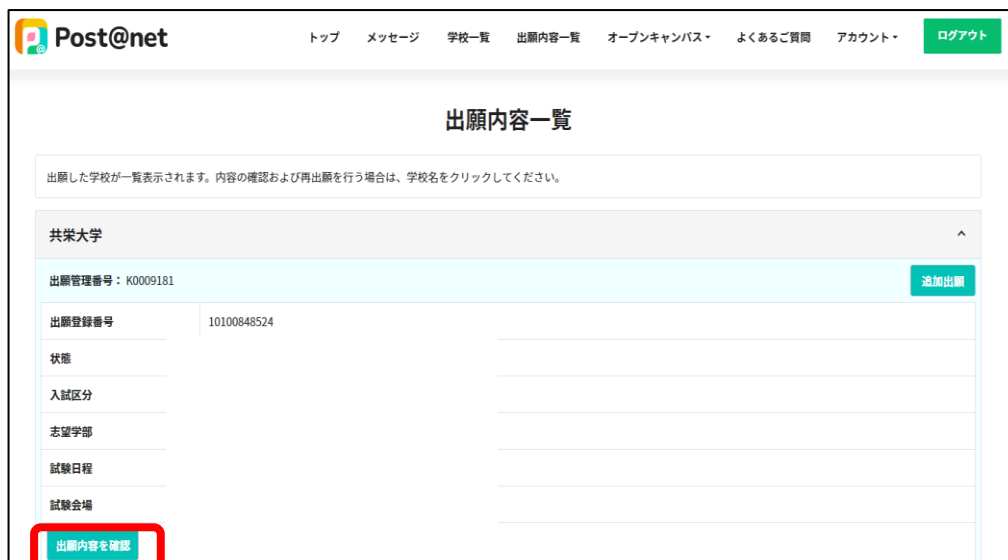 Post@net
トップ メッセージ 学校一覧 出願内容一覧 オープンキャンパス よくあるご質問 アカウント ログアウト
出願内容一覧
出願した学校が一覧表示されます。内容の確認および再出願を行う場合は、学校名をクリックしてください。
共栄大学
出願管理番号： K0009181 追加出願
出願登録番号 10100848524
状態
入試区分
志望学部
試験日程
試験会場
出願内容を確認